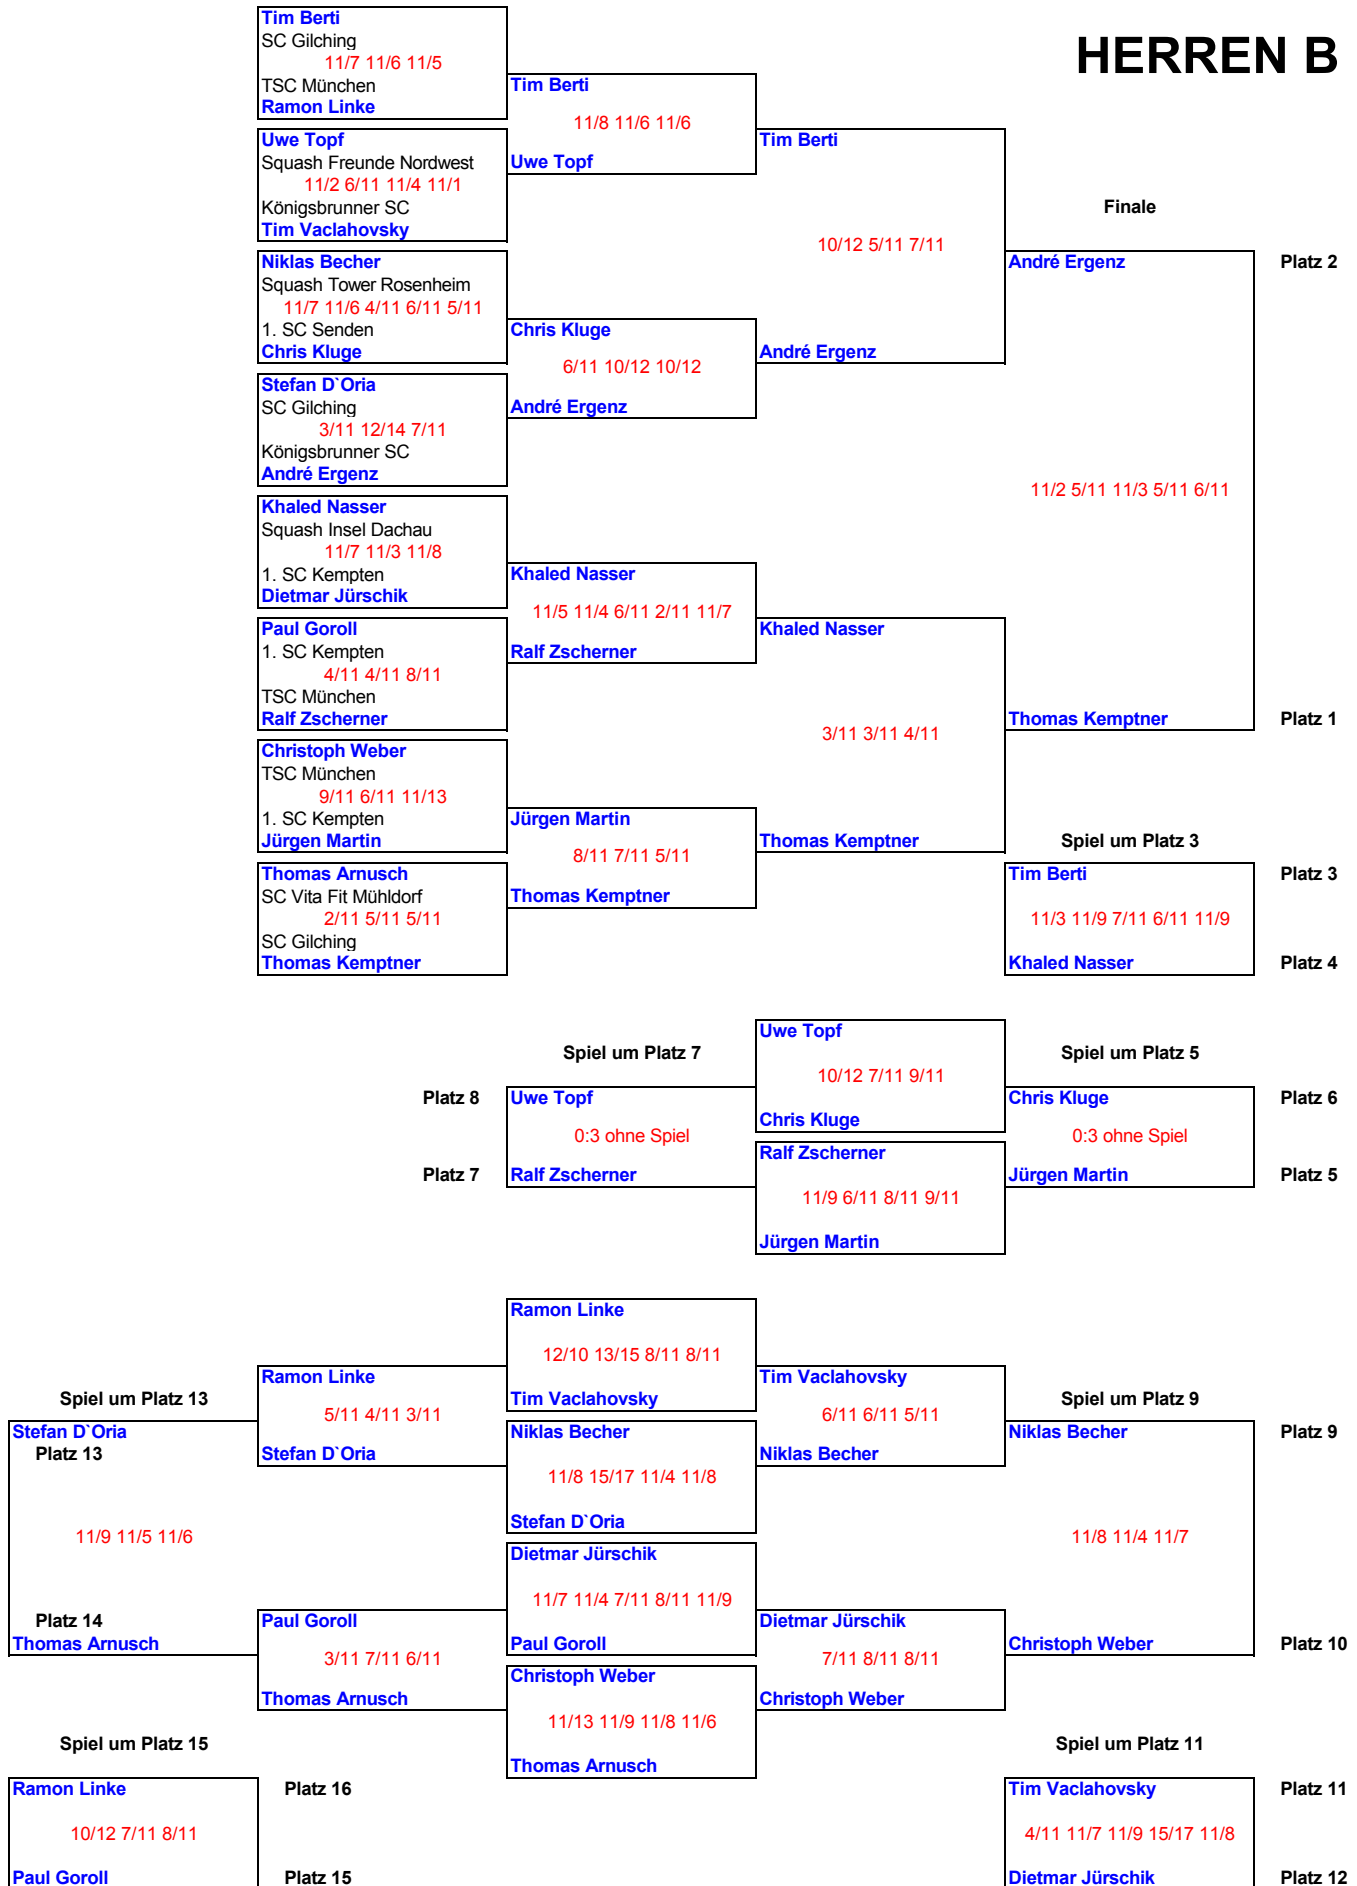 HERREN B
Tim Berti
SC Gilching
11/7 11/6 11/5
TSC München
Ramon Linke
Uwe Topf
Squash Freunde Nordwest
11/2 6/11 11/4 11/1
Königsbrunner SC
Tim Vaclahovsky
Niklas Becher
Squash Tower Rosenheim
11/7 11/6 4/11 6/11 5/11
1. SC Senden
Chris Kluge
Stefan D`Oria
SC Gilching
3/11 12/14 7/11
Königsbrunner SC
André Ergenz
Khaled Nasser
Squash Insel Dachau
11/7 11/3 11/8
1. SC Kempten
Dietmar Jürschik
Paul Goroll
1. SC Kempten
4/11 4/11 8/11
TSC München
Ralf Zscherner
Christoph Weber
TSC München
9/11 6/11 11/13
1. SC Kempten
Jürgen Martin
Thomas Arnusch
SC Vita Fit Mühldorf
2/11 5/11 5/11
SC Gilching
Thomas Kemptner
Tim Berti
11/8 11/6 11/6
Uwe Topf
Chris Kluge
6/11 10/12 10/12
André Ergenz
Khaled Nasser
11/5 11/4 6/11 2/11 11/7
Ralf Zscherner
Jürgen Martin
8/11 7/11 5/11
Thomas Kemptner
Tim Berti
10/12 5/11 7/11
André Ergenz
Khaled Nasser
3/11 3/11 4/11
Thomas Kemptner
Finale
André Ergenz Platz 2
11/2 5/11 11/3 5/11 6/11
Thomas Kemptner Platz 1
Spiel um Platz 3
Tim Berti Platz 3
11/3 11/9 7/11 6/11 11/9
Khaled Nasser Platz 4
Spiel um Platz 7
Platz 8 Uwe Topf
0:3 ohne Spiel
Platz 7 Ralf Zscherner
Uwe Topf
10/12 7/11 9/11
Chris Kluge
Ralf Zscherner
11/9 6/11 8/11 9/11
Jürgen Martin
Spiel um Platz 5
Chris Kluge Platz 6
0:3 ohne Spiel
Jürgen Martin Platz 5
Spiel um Platz 13
Stefan D`Oria
Platz 13
11/9 11/5 11/6
Platz 14
Thomas Arnusch
Ramon Linke
5/11 4/11 3/11
Stefan D`Oria
Paul Goroll
3/11 7/11 6/11
Thomas Arnusch
Ramon Linke
12/10 13/15 8/11 8/11
Tim Vaclahovsky
Niklas Becher
11/8 15/17 11/4 11/8
Stefan D`Oria
Dietmar Jürschik
11/7 11/4 7/11 8/11 11/9
Paul Goroll
Christoph Weber
11/13 11/9 11/8 11/6
Thomas Arnusch
Tim Vaclahovsky
6/11 6/11 5/11
Niklas Becher
Dietmar Jürschik
7/11 8/11 8/11
Christoph Weber
Spiel um Platz 9
Niklas Becher Platz 9
11/8 11/4 11/7
Christoph Weber Platz 10
Spiel um Platz 15
Ramon Linke Platz 16
10/12 7/11 8/11
Paul Goroll Platz 15
Spiel um Platz 11
Tim Vaclahovsky Platz 11
4/11 11/7 11/9 15/17 11/8
Dietmar Jürschik Platz 12